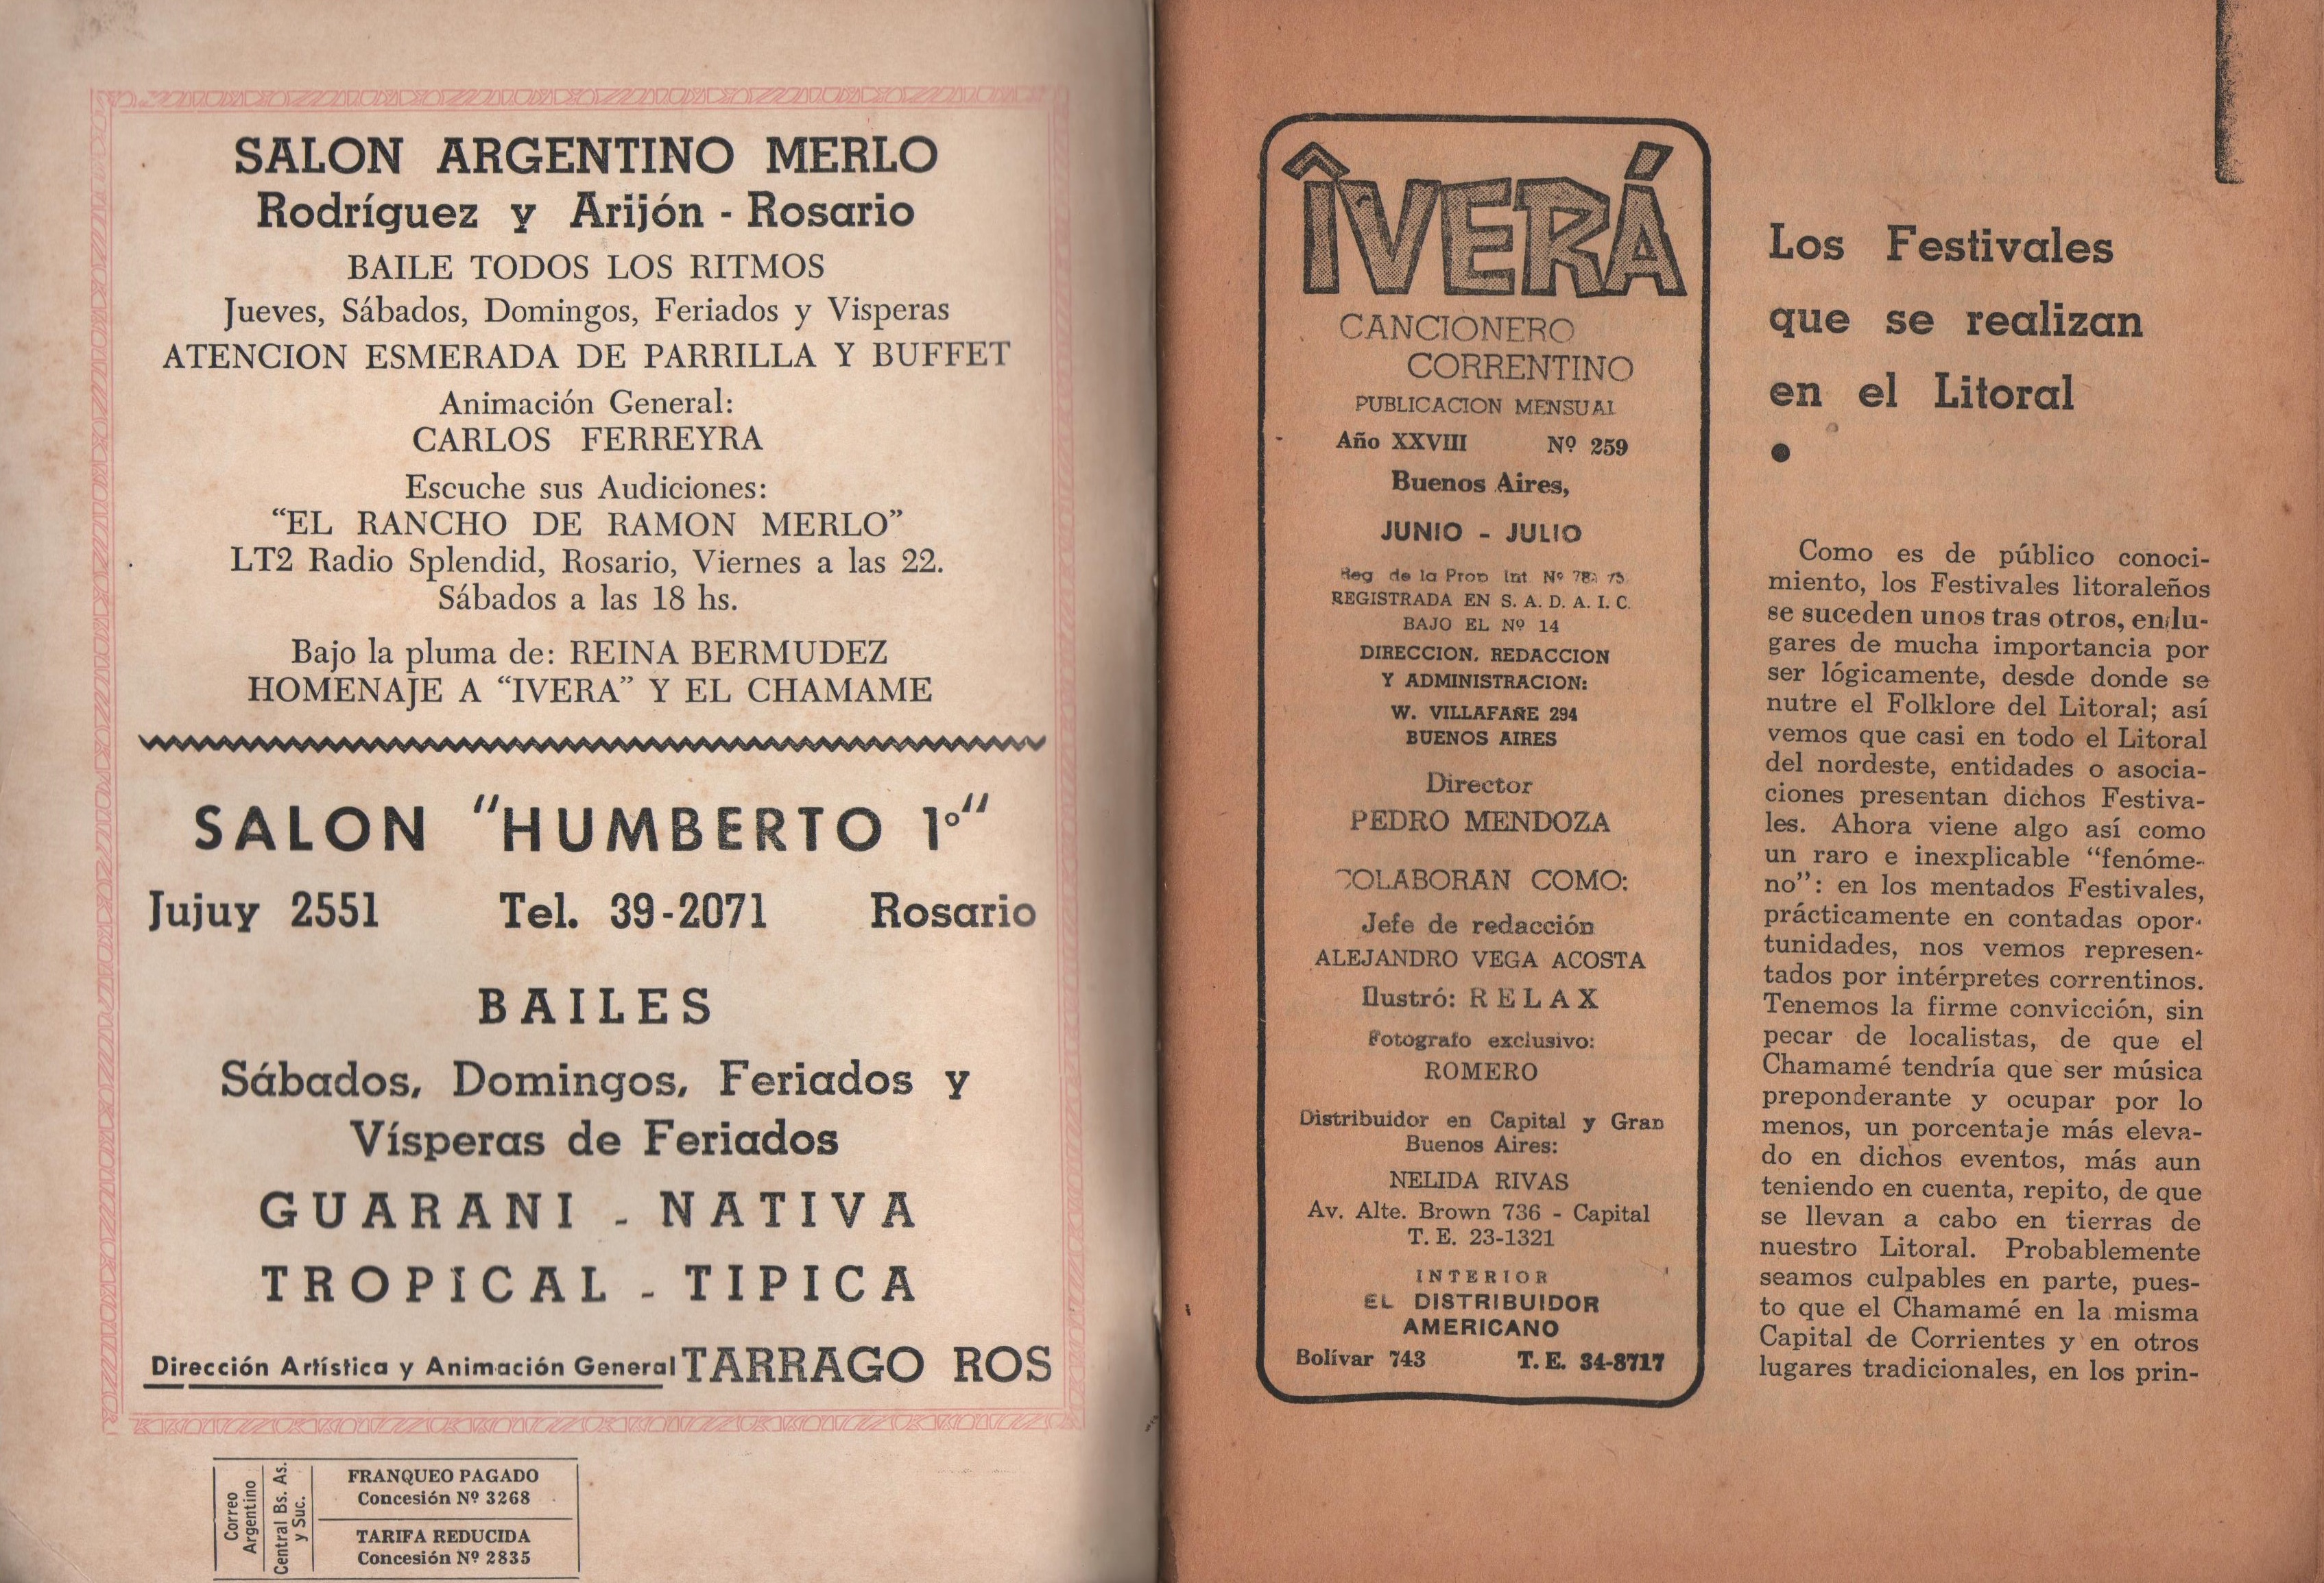 SALON ARGENTINO MERLO
Rodríguez y Arijón - Rosario
BAILE TODOS LOS RITMOS
Jueves, Sábados, Domingos, Feriados y Visperas
ATENCION ESMERADA DE PARRILLA Y BUFFET
Animación General:
CARLOS FERREYRA
Escuche sus Audiciones:
“EL RANCHO DE RAMON MERLO”
LT2 Radio Splendid, Rosario, Viernes a las 22.
Sábados a las 18 hs.
Bajo la pluma de: REINA BERMUDEZ
HOMENAJE A “IVERA” Y EL CHAMAME
SALON “HUMBERTO 1º“
Jujuy 2551 Tel. 39-2071 Rosario
BAILES
Sábados, Domingos, Feriados y
Vísperas de Feriados
GUARANI - NATIVA
TROPICAL - TIPICA
Dirección Artística y Animación General TARRAGO ROS
Correo
Argentino
Central Bs. As.
y Suc.
FRANQUEO PAGADO
Concesión Nº 3268
TARIFA REDUCIDA
Concesión Nº 2835
ÎVERÁ
CANCIONERO
CORRENTINO
PUBLICACION MENSUAL
Año XXVIII Nº 259
Buenos Aires,
JUNIO - JULIO
Reg de la Prop Int. Nº
REGISTRADA EN S. A. D. A. I. C.
BAJO EL Nº 14
DIRECCION, REDACCION
Y ADMINISTRACION:
W. VILLAFAÑE 294
BUENOS AIRES
Director
PEDRO MENDOZA
COLABORAN COMO:
Jefe de redacción
ALEJANDRO VEGA ACOSTA
Ilustró: RELAX
Fotógrafo exclusivo:
ROMERO
Distribuidor en Capital y Gran
Buenos Aires:
NELIDA RIVAS
Av. Alte. Brown 736 - Capital
T. E. 23-1321
INTERIOR
EL DISTRIBUIDOR
AMERICANO
Bolívar 743 T. E. 34-8717
Los Festivales
que se realizan
en el Litoral
Como es de público conoci-
miento, los Festivales litoraleños
se suceden unos tras otros, en lu-
gares de mucha importancia por
ser lógicamente, desde donde se
nutre el Folklore del Litoral; así
vemos que casi en todo el Litoral
del nordeste, entidades o asocia-
ciones presentan dichos Festiva-
les. Ahora viene algo así como
un raro e inexplicable “fenóme-
no”: en los mentados Festivales,
prácticamente en contadas opor-
tunidades, nos vemos represen-
tados por intérpretes correntinos.
Tenemos la firme convicción, sin
pecar de localistas, de que el
Chamamé tendría que ser música
preponderante y ocupar por lo
menos, un porcentaje más eleva-
do en dichos eventos, más aun
teniendo en cuenta, repito, de que
se llevan a cabo en tierras de
nuestro Litoral. Probablemente
seamos culpables en parte, pues-
to que el Chamamé en la misma
Capital de Corrientes y en otros
lugares tradicionales, en los prin-